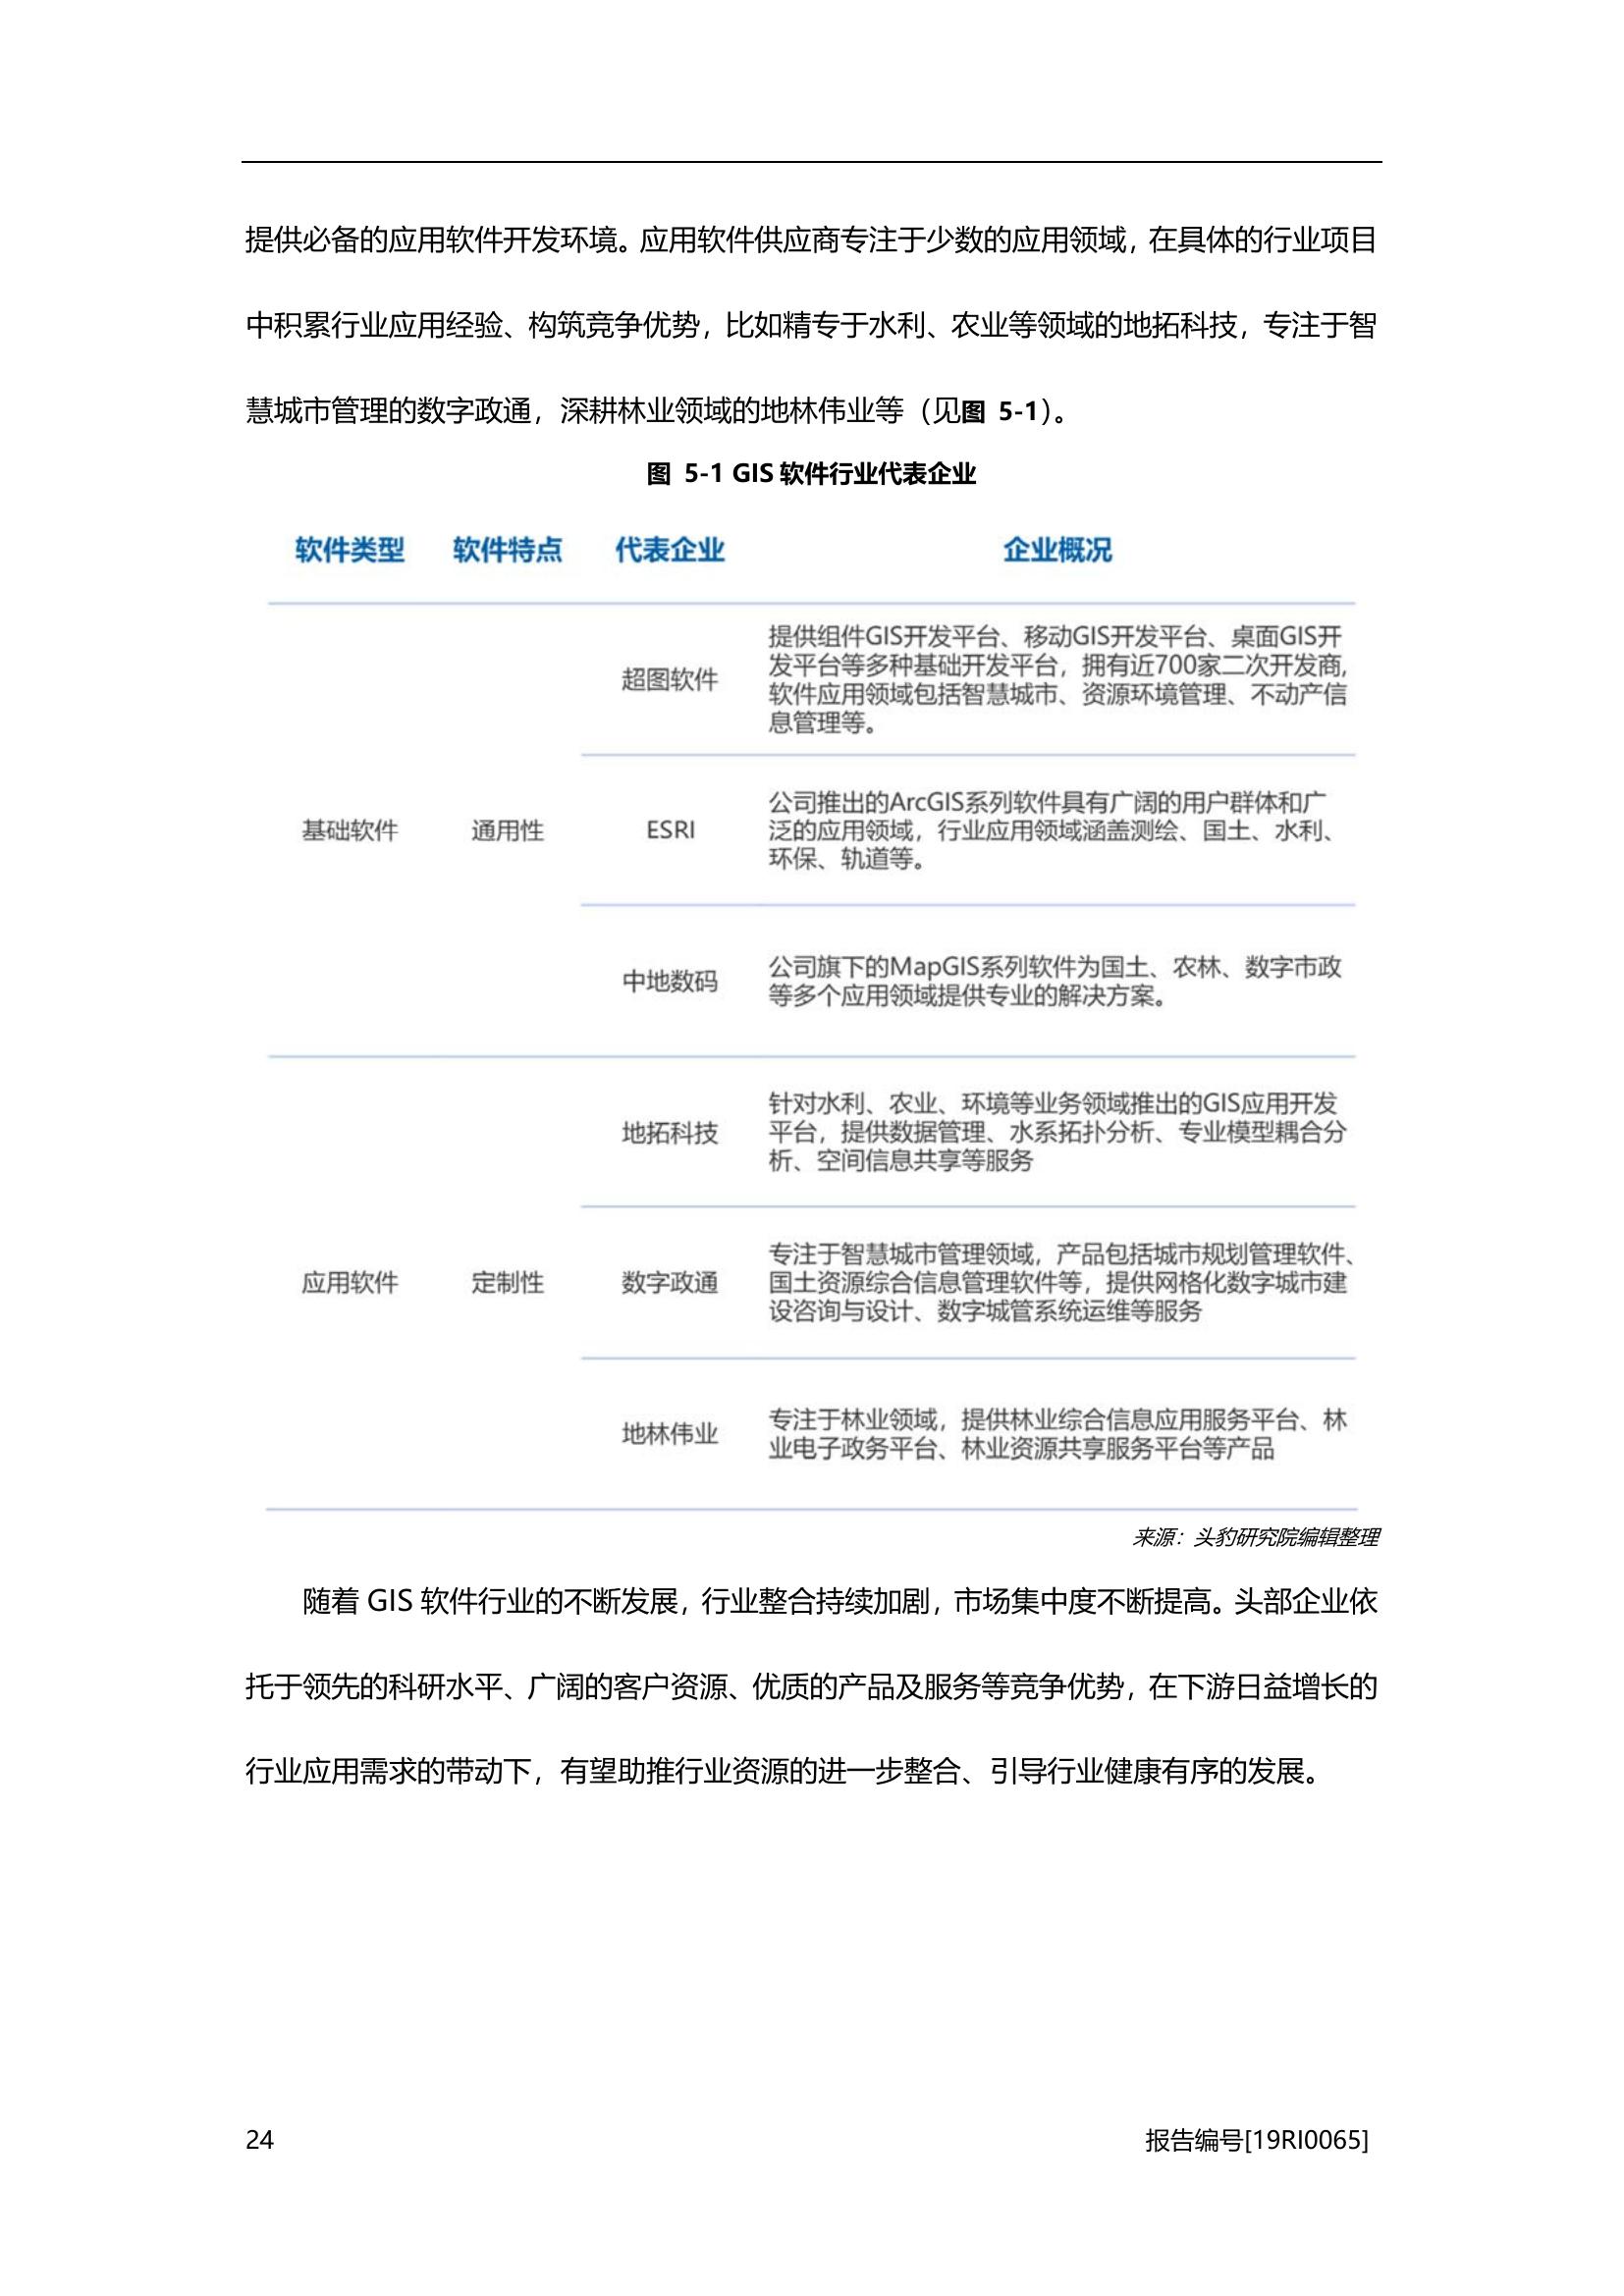 提供必备的应用软件开发环境。应用软件供应商专注于少数的应用领域，在具体的行业项目
中积累行业应用经验、构筑竞争优势，比如精专于水利、农业等领域的地拓科技，专注于智
慧城市管理的数字政通，深耕林业领域的地林伟业等（见图 5-1）。
图 5-1 GIS 软件行业代表企业
软件类型 软件特点 代表企业 企业概况
基础软件
通用性
超图软件
提供组件GIS开发平台、移动GIS开发平台、桌面GIS开
发平台等多种基础开发平台，拥有近700家二次开发商,
软件应用领域包括智慧城市、资源环境管理、不动产信
息管理等。
ESRI
公司推出的ArcGIS系列软件具有广阔的用户群体和广
泛的应用领域，行业应用领域涵盖测绘、国土、水利、
环保、轨道等。
中地数码
公司旗下的MapGIS系列软件为国土、农林、数字市政
等多个应用领域提供专业的解决方案。
应用软件
定制性
地拓科技
针对水利、农业、环境等业务领域推出的GIS应用开发
平台，提供数据管理、水系拓扑分析、专业模型耦合分
析、空间信息共享等服务
数字政通
专注于智慧城市管理领域，产品包括城市规划管理软件、
国土资源综合信息管理软件等，提供网格化数字城市建
设咨询与设计、数字城管系统运维等服务
地林伟业
专注于林业领域，提供林业综合信息应用服务平台、林
业电子政务平台、林业资源共享服务平台等产品
来源：头豹研究院编辑整理
随着 GIS 软件行业的不断发展，行业整合持续加剧，市场集中度不断提高。头部企业依
托于领先的科研水平、广阔的客户资源、优质的产品及服务等竞争优势，在下游日益增长的
行业应用需求的带动下，有望助推行业资源的进一步整合、引导行业健康有序的发展。
24 报告编号[19RI0065]